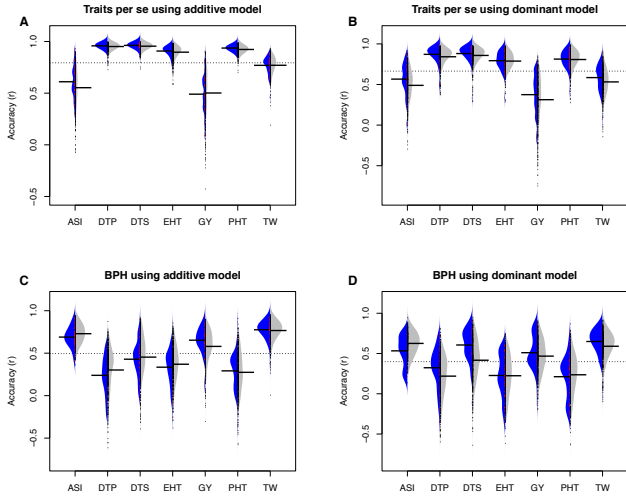 A
Traits per se using additive model
Accuracy (r)
1.0
0.5
0.0
−0.5
ASI DTP DTS EHT GY PHT TW
B
Traits per se using dominant model
Accuracy (r)
1.0
0.5
0.0
−0.5
ASI DTP DTS EHT GY PHT TW
C
BPH using additive model
Accuracy (r)
1.0
0.5
0.0
−0.5
ASI DTP DTS EHT GY PHT TW
D
BPH using dominant model
Accuracy (r)
1.0
0.5
0.0
−0.5
ASI DTP DTS EHT GY PHT TW